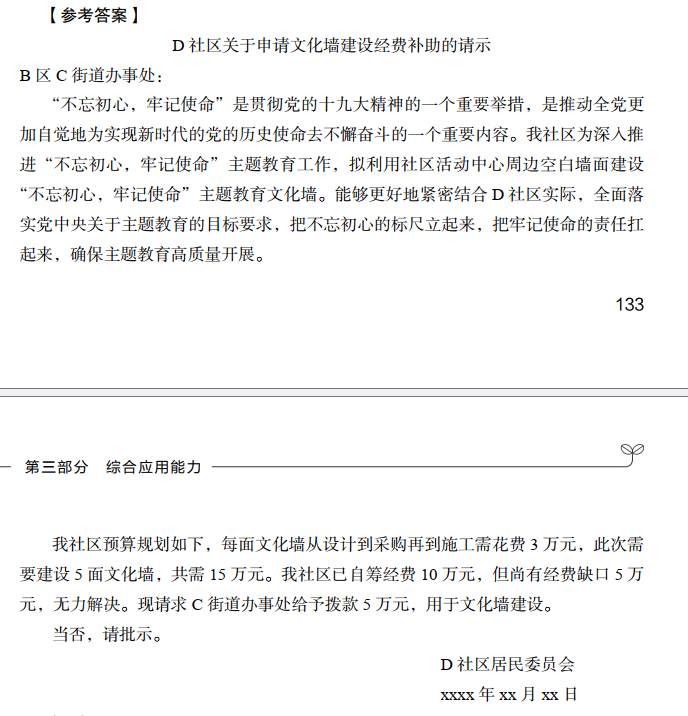 【参考答案】
D 社区关于申请文化墙建设经费补助的请示
B 区 C 街道办事处：
“不忘初心，牢记使命”是贯彻党的十九大精神的一个重要举措，是推动全党更
加自觉地为实现新时代的党的历史使命去不懈奋斗的一个重要内容。我社区为深入推
进“不忘初心，牢记使命”主题教育工作，拟利用社区活动中心周边空白墙面建设
“不忘初心，牢记使命”主题教育文化墙。能够更好地紧密结合 D 社区实际，全面落
实党中央关于主题教育的目标要求，把不忘初心的标尺立起来，把牢记使命的责任扛
起来，确保主题教育高质量开展。
133
第三部分 综合应用能力
我社区预算规划如下，每面文化墙从设计到采购再到施工需花费 3 万元，此次需
要建设 5 面文化墙，共需 15 万元。我社区已自筹经费 10 万元，但尚有经费缺口 5 万
元，无力解决。现请求 C 街道办事处给予拨款 5 万元，用于文化墙建设。
当否，请批示。
D 社区居民委员会
xxxx 年 xx 月 xx 日